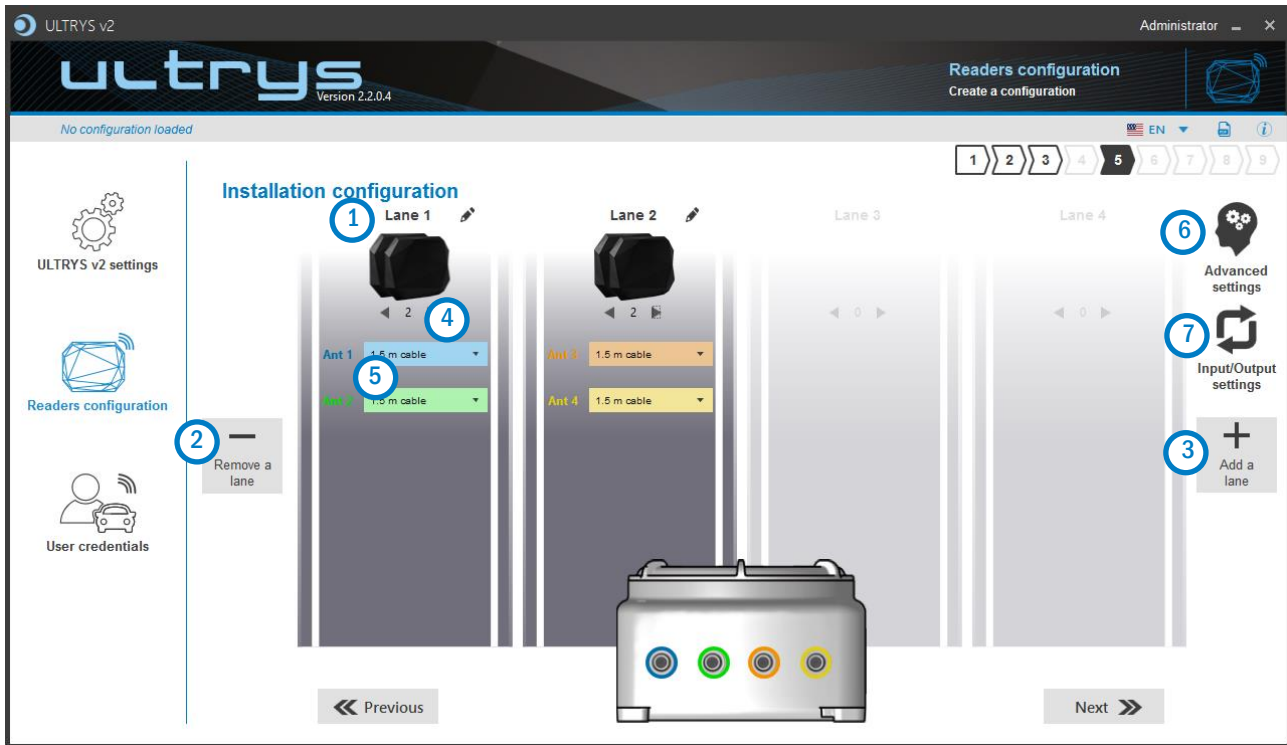 ULTRYS v2
Administrator
ultrys
Version 2.2.0.4
Readers configuration
Create a configuration
No configuration loaded
EN
1 2 3 4 5 6 7 8 9
Installation configuration
1
Lane 1
Lane 2
Lane 3
Lane 4
6
ULTRYS v2 settings
Advanced
settings
2
4
2
0
0
7
Ant 1
1.5 m cable
Ant 3
1.5 m cable
Input/Output
settings
5
Readers configuration
Ant 2
1.5 m cable
Ant 4
1.5 m cable
2
Remove a
lane
3
Add a
lane
User credentials
Previous
Next